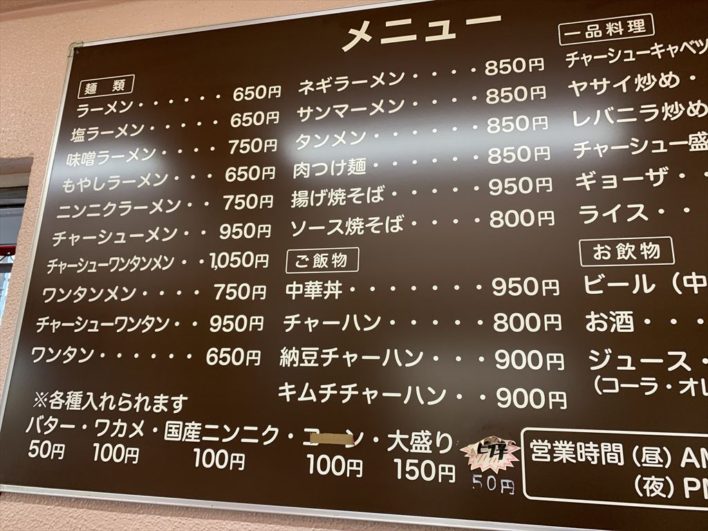 メニュー
麺類
ラーメン・・・・・・650円
塩ラーメン・・・・・650円
味噌ラーメン・・・・750円
もやしラーメン・・・650円
ニンニクラーメン・・750円
チャーシューメン・・950円
チャーシューワンタンメン・・1,050円
ワンタンメン・・・・750円
チャーシューワンタン・・950円
ワンタン・・・・・・650円
※各種入れられます
バター・ワカメ・国産ニンニク・コーン・大盛り
50円 100円 100円 100円 150円 50円
ネギラーメン・・・・850円
サンマーメン・・・・850円
タンメン・・・・・・850円
肉つけ麺・・・・・・850円
揚げ焼そば・・・・・950円
ソース焼そば・・・・800円
ご飯物
中華丼・・・・・・・950円
チャーハン・・・・・800円
納豆チャーハン・・・900円
キムチチャーハン・・900円
一品料理
チャーシューキャベツ
ヤサイ炒め・
レバニラ炒め
チャーシュー盛
ギョーザ・・
ライス・・
お飲物
ビール(中
お酒・・・
ジュース・
(コーラ・オレ
営業時間(昼)AM
(夜)PM